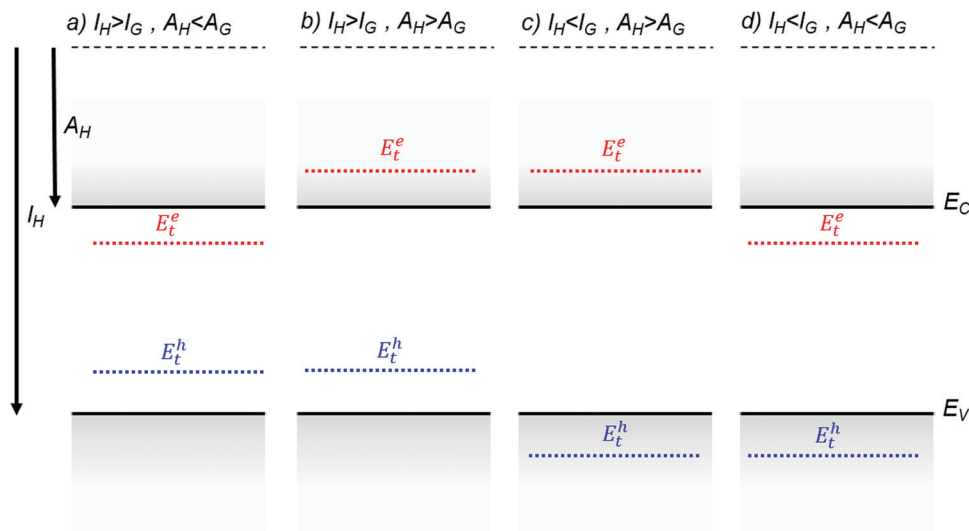 a) I_H>I_G , A_H<A_G
b) I_H>I_G , A_H>A_G
c) I_H<I_G , A_H>A_G
d) I_H<I_G , A_H<A_G
A_H
I_H
E_t^e
E_t^e
E_t^e
E_t^e
E_C
E_t^h
E_t^h
E_t^h
E_t^h
E_V